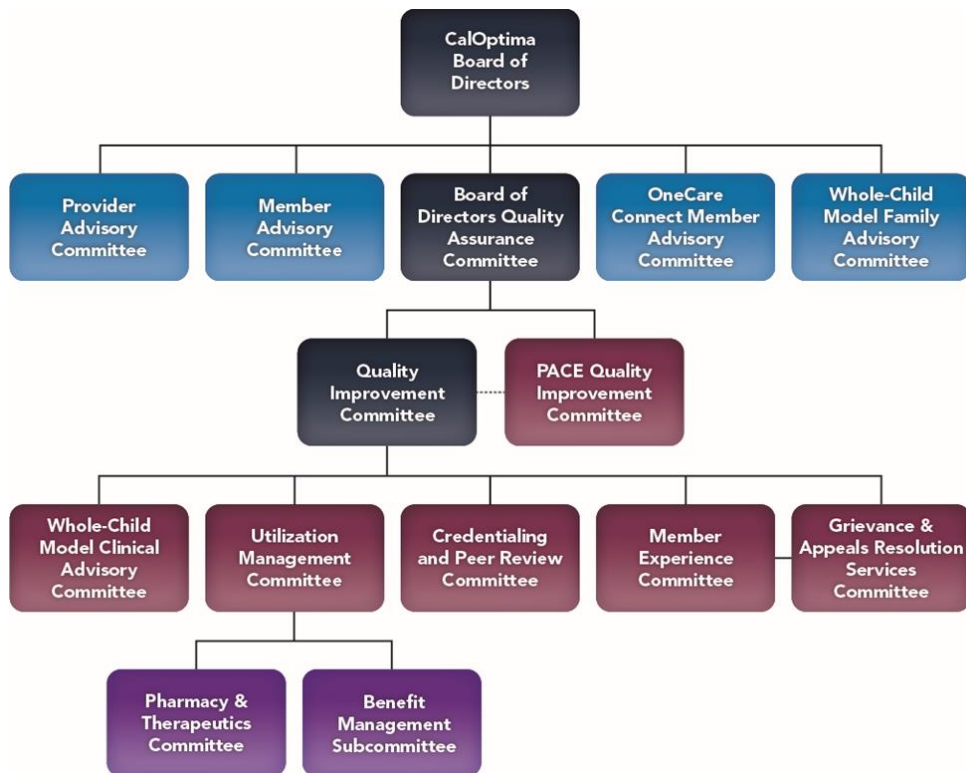 CalOptima
Board of
Directors
Provider
Advisory
Committee
Member
Advisory
Committee
Board of
Directors Quality
Assurance
Committee
OneCare
Connect Member
Advisory
Committee
Whole-Child
Model Family
Advisory
Committee
Quality
Improvement
Committee
PACE Quality
Improvement
Committee
Whole-Child
Model Clinical
Advisory
Committee
Utilization
Management
Committee
Credentialing
and Peer Review
Committee
Member
Experience
Committee
Grievance &
Appeals Resolution
Services
Committee
Pharmacy &
Therapeutics
Committee
Benefit
Management
Subcommittee